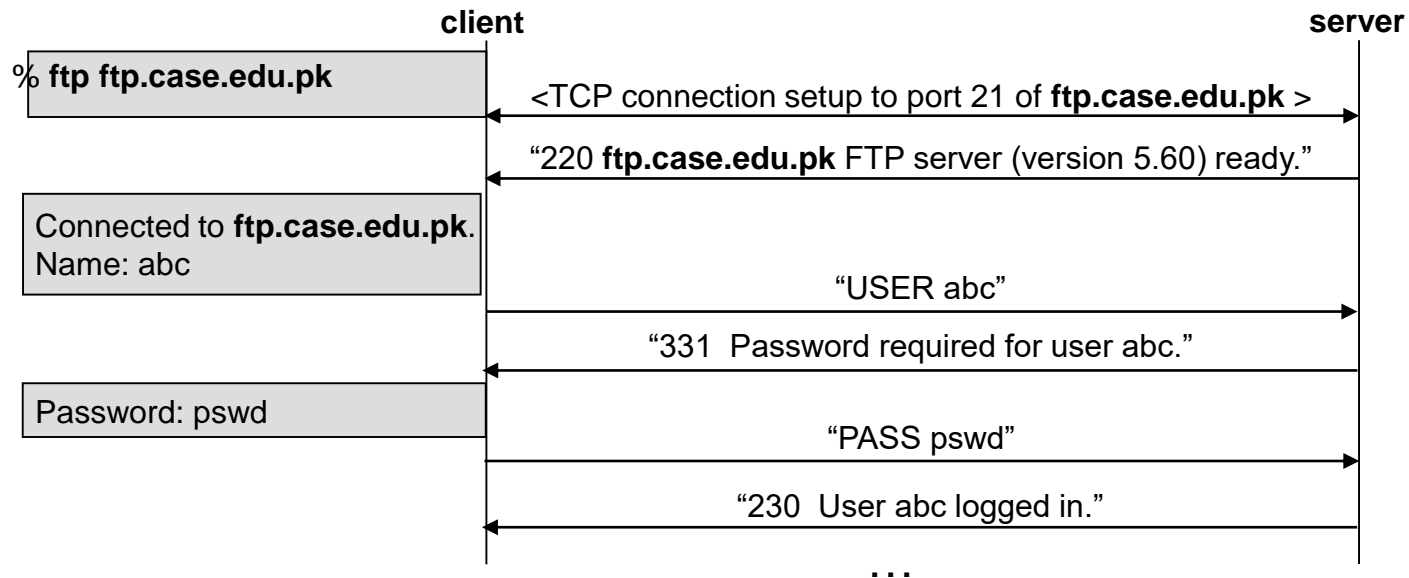 client
server
% ftp ftp.case.edu.pk
<TCP connection setup to port 21 of ftp.case.edu.pk >
“220 ftp.case.edu.pk FTP server (version 5.60) ready.”
Connected to ftp.case.edu.pk.
Name: abc
“USER abc”
“331  Password required for user abc.”
Password: pswd
“PASS pswd”
“230  User abc logged in.”
...